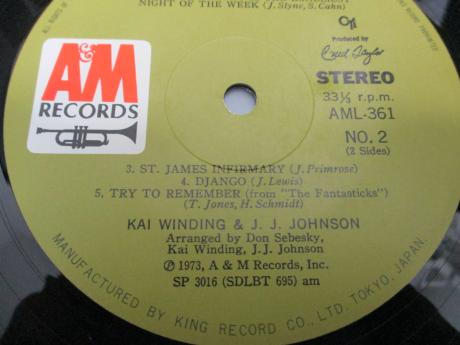 NIGHT OF THE WEEK (J. Styne, S. Cahn)
Produced by
Creed Taylor
A&M
RECORDS
STEREO
33⅓ r.p.m.
AML-361
NO. 2
(2 Sides)
3. ST. JAMES INFIRMARY (J. Primrose)
4. DJANGO (J. Lewis)
5. TRY TO REMEMBER (from "The Fantasticks")
(T. Jones, H. Schmidt)
KAI WINDING & J. J. JOHNSON
Arranged by Don Sebesky,
Kai Winding, J.J. Johnson
℗1973, A & M Records, Inc.
SP 3016 (SDLBT 695) am
MANUFACTURED BY KING RECORD CO., LTD. TOKYO, JAPAN.